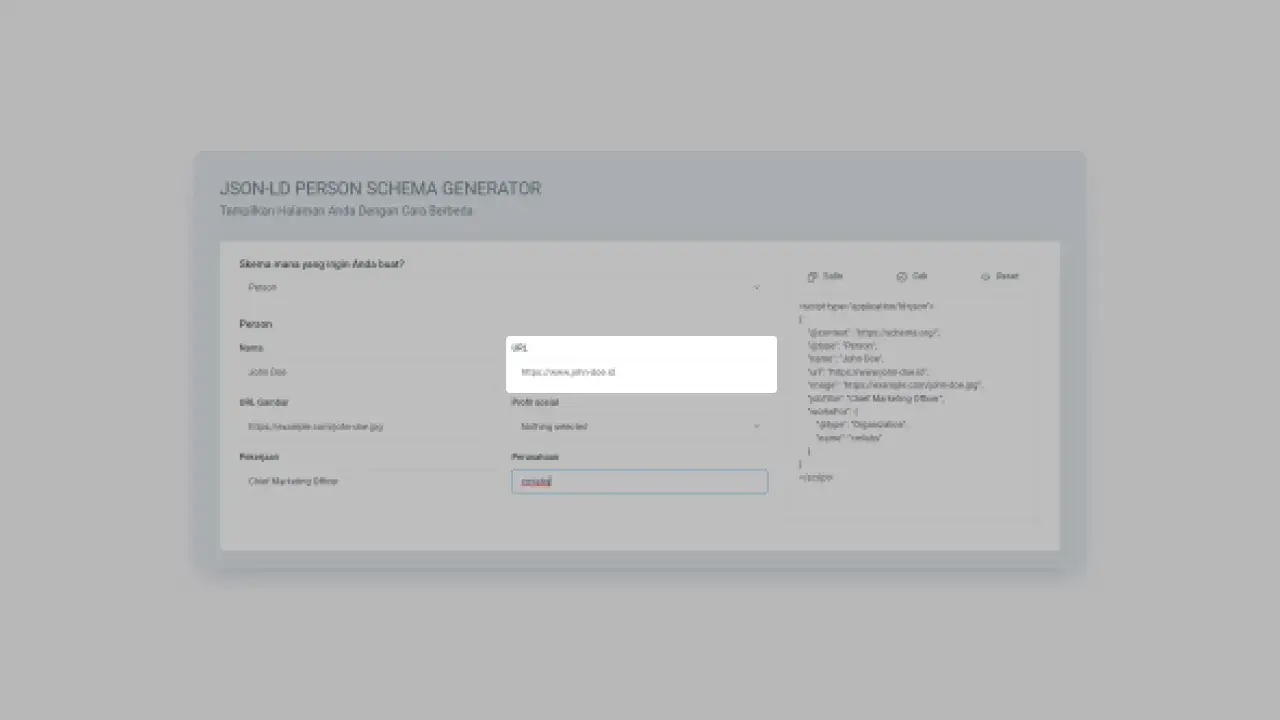 JSON-LD PERSON SCHEMA GENERATOR
Tampilkan Halaman Anda Dengan Cara Berbeda
Skema mana yang ingin Anda buat?
Person
Person
Nama
John Doe
URL
https://www.john-doe.id
URL Gambar
https://example.com/john-doe.jpg
Profil sosial
Nothing selected
Pekerjaan
Chief Marketing Officer
Perusahaan
Salin
Cek
Reset
<script type="application/ld+json">
{
"@context": "https://schema.org/",
"@type": "Person",
"name": "John Doe",
"url": "https://www.john-doe.id",
"image": "https://example.com/john-doe.jpg",
"jobTitle": "Chief Marketing Officer",
"worksFor": {
"@type": "Organization",
"name":
}
}
</script>